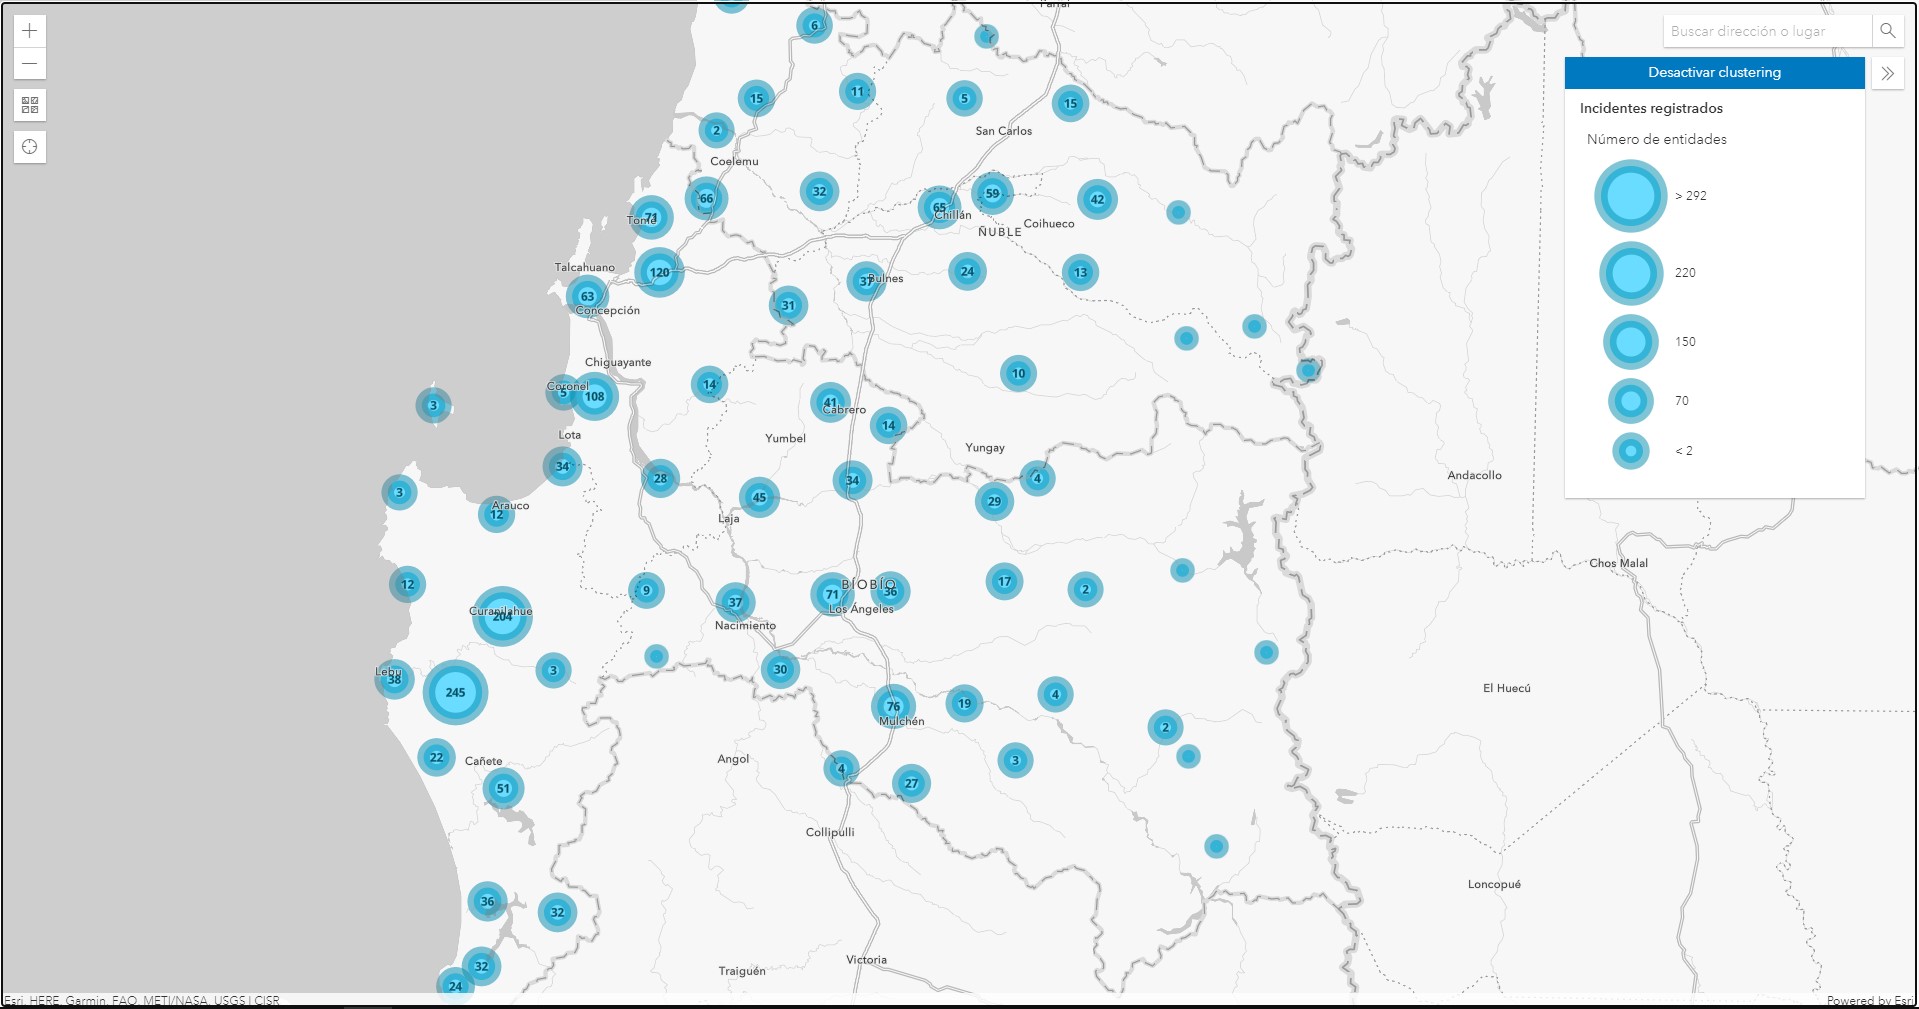 Parral
6
Buscar dirección o lugar
Desactivar clustering
Incidentes registrados
Número de entidades
> 292
220
150
70
< 2
15
11
5
15
2
San Carlos
Coelemu
66
32
65
59
42
Chillán
Tomé
71
ÑUBLE
Coihueco
Talcahuano
120
37
Bulnes
24
13
63
Concepción
31
Chiguayante
14
10
Coronel
5
108
3
41
Cabrero
14
Lota
Yumbel
Yungay
34
28
34
4
3
45
29
Arauco
12
Laja
Andacollo
Chos Malal
12
9
37
71
BÍOBÍO
36
17
2
Curanilahue
204
Los Ángeles
Nacimiento
Lebu
38
245
3
30
76
19
4
Mulchén
El Huecú
2
22
Cañete
Angol
4
3
51
27
Collipulli
Loncopué
36
32
Victoria
32
Traiguén
24
Esri, HERE, Garmin, FAO, METI/NASA, USGS | CISR
Powered by Esri